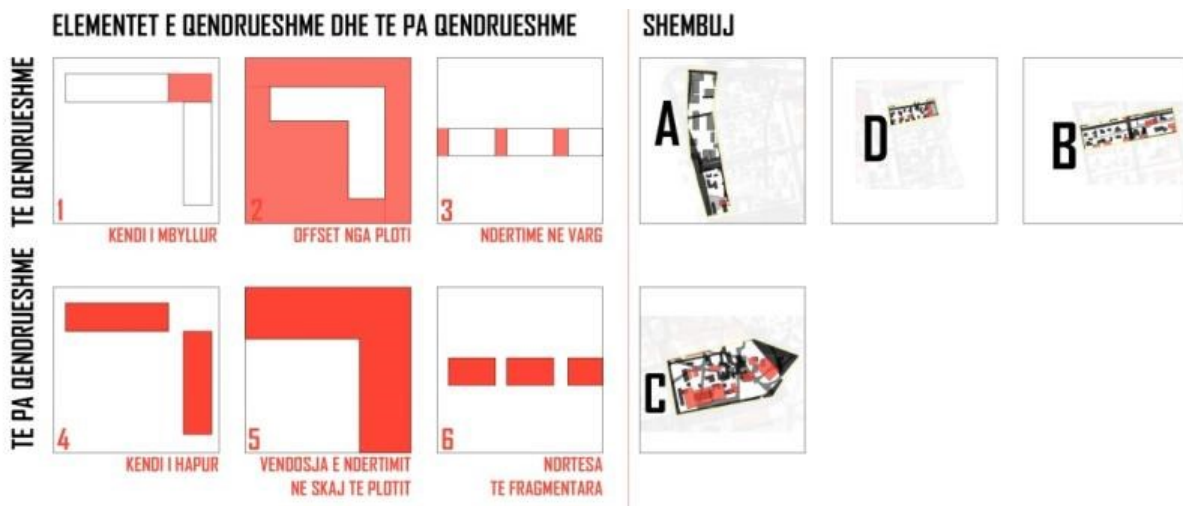 ELEMENTET E QENDRUESHME DHE TE PA QENDRUESHME
SHEMBUJ
TE QENDRUESHME
1
KENDI I MBYLLUR
2
OFFSET NGA PLOTI
3
NDERTIME NE VARG
A
D
B
TE PA QENDRUESHME
4
KENDI I HAPUR
5
VENDOSJA E NDERTIMIT
NE SKAJ TE PLOTIT
6
NDRTESA
TE FRAGMENTARA
C